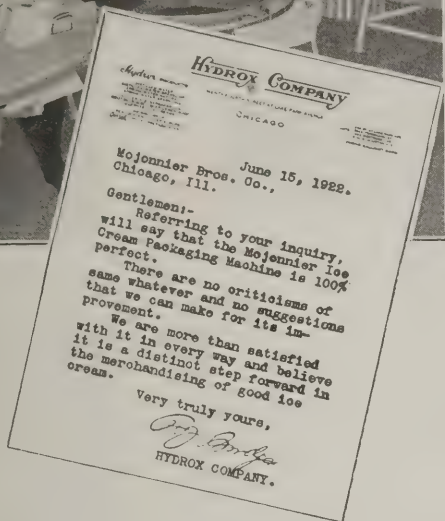 HYDROX COMPANY
CHICAGO
June 15, 1922.
Mojonnier Bros. Co.,
Chicago, Ill.
Gentlemen:-
Referring to your inquiry,
will say that the Mojonnier Ice
Cream Packaging Machine is 100%
perfect.
There are no criticisms of
same whatever and no suggestions
that we can make for its im-
provement.
We are more than satisfied
with it in every way and believe
it is a distinct step forward in
the merchandising of good ice
cream.
Very truly yours,
HYDROX COMPANY.